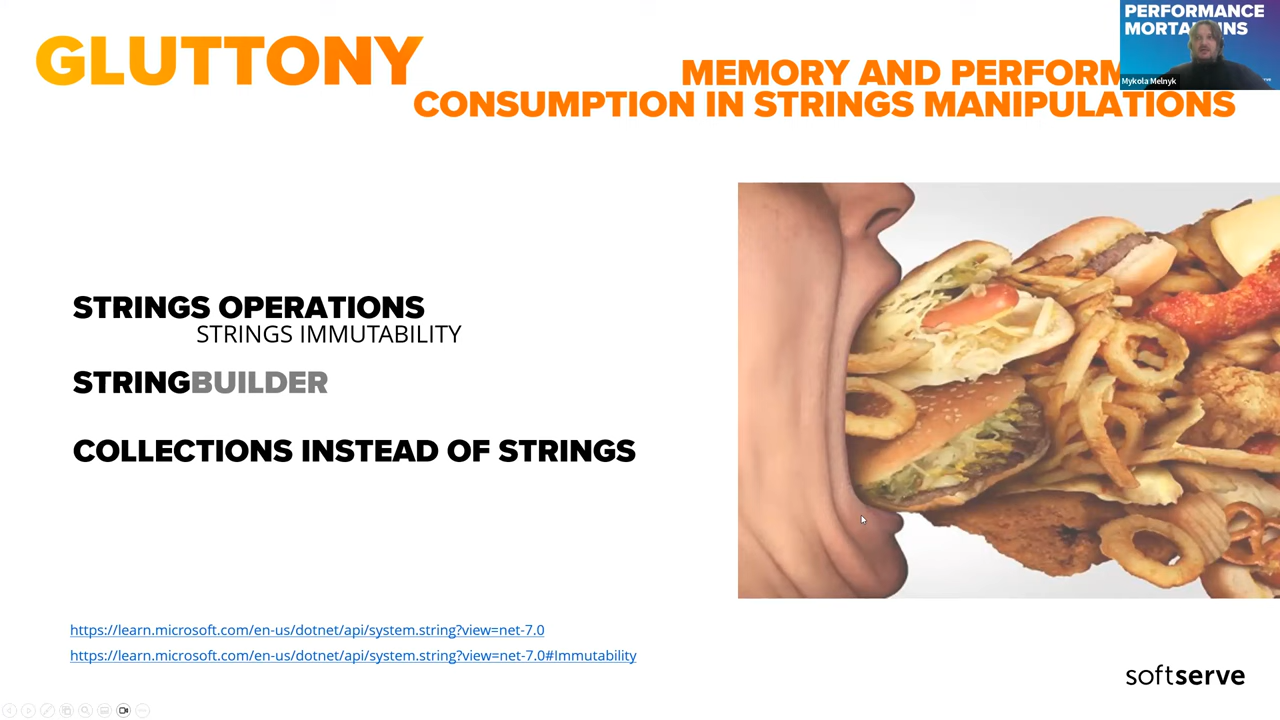 GLUTTONY
MEMORY AND PERFORM
CONSUMPTION IN STRINGS MANIPULATIONS
PERFORMANCE
MORTA INS
Mykola Melnyk
STRINGS OPERATIONS
STRINGS IMMUTABILITY
STRINGBUILDER
COLLECTIONS INSTEAD OF STRINGS
https://learn.microsoft.com/en-us/dotnet/api/system.string?view=net-7.0
https://learn.microsoft.com/en-us/dotnet/api/system.string?view=net-7.0#Immutability
softserve